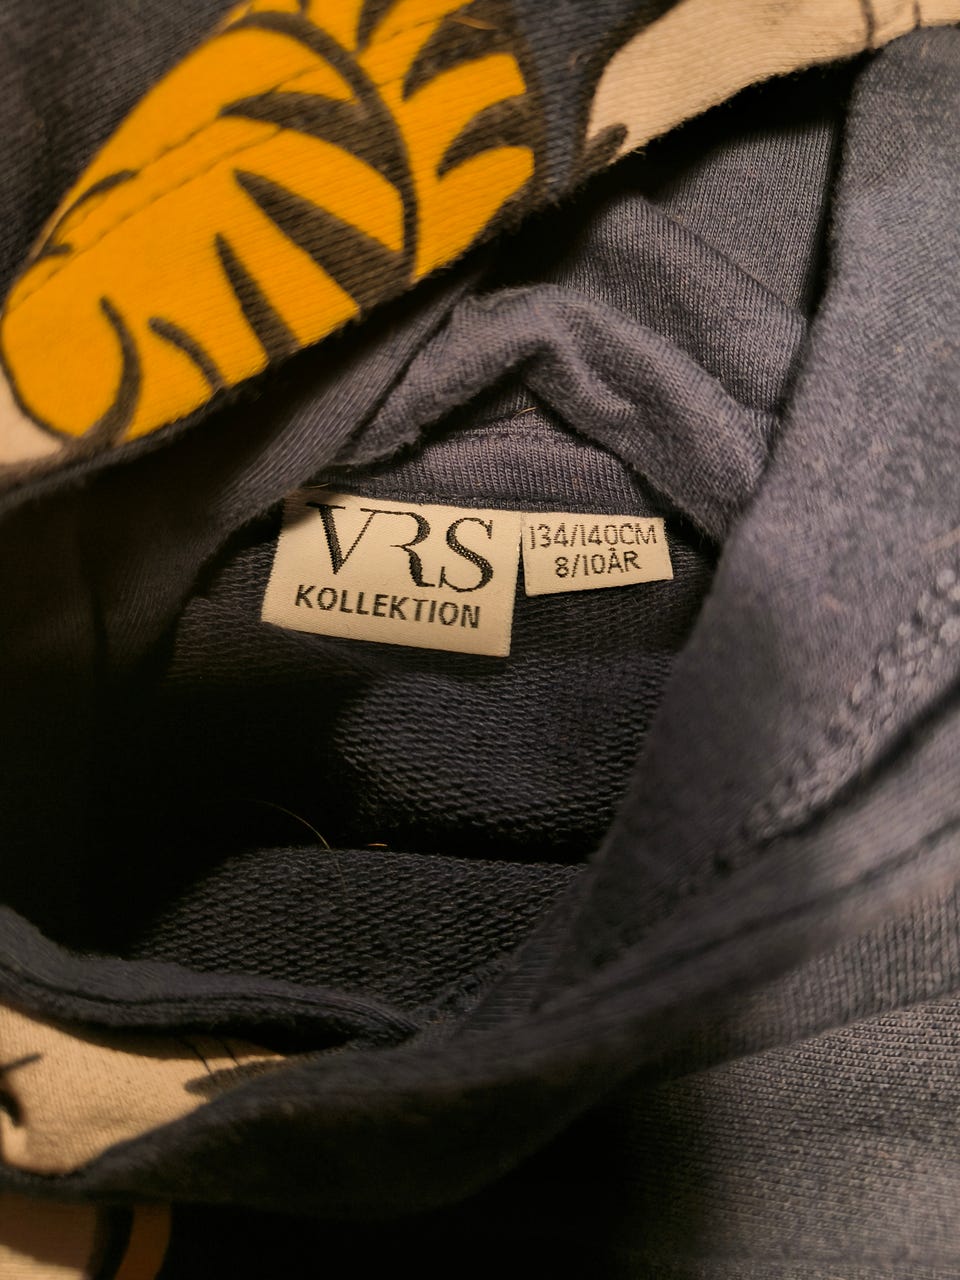 VRS
KOLLEKTION
134/140CM
8/10ÅR